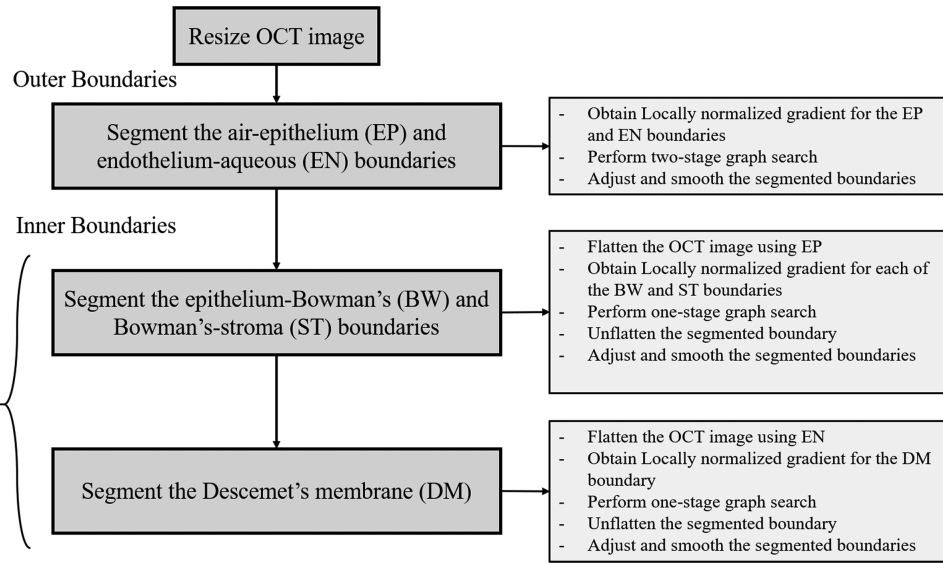 Resize OCT image
Outer Boundaries
Segment the air-epithelium (EP) and
endothelium-aqueous (EN) boundaries
- Obtain Locally normalized gradient for the EP
and EN boundaries
- Perform two-stage graph search
- Adjust and smooth the segmented boundaries
Inner Boundaries
Segment the epithelium-Bowman’s (BW) and
Bowman’s-stroma (ST) boundaries
- Flatten the OCT image using EP
- Obtain Locally normalized gradient for each of
the BW and ST boundaries
- Perform one-stage graph search
- Unflatten the segmented boundary
- Adjust and smooth the segmented boundaries
Segment the Descemet’s membrane (DM)
- Flatten the OCT image using EN
- Obtain Locally normalized gradient for the DM
boundary
- Perform one-stage graph search
- Unflatten the segmented boundary
- Adjust and smooth the segmented boundaries